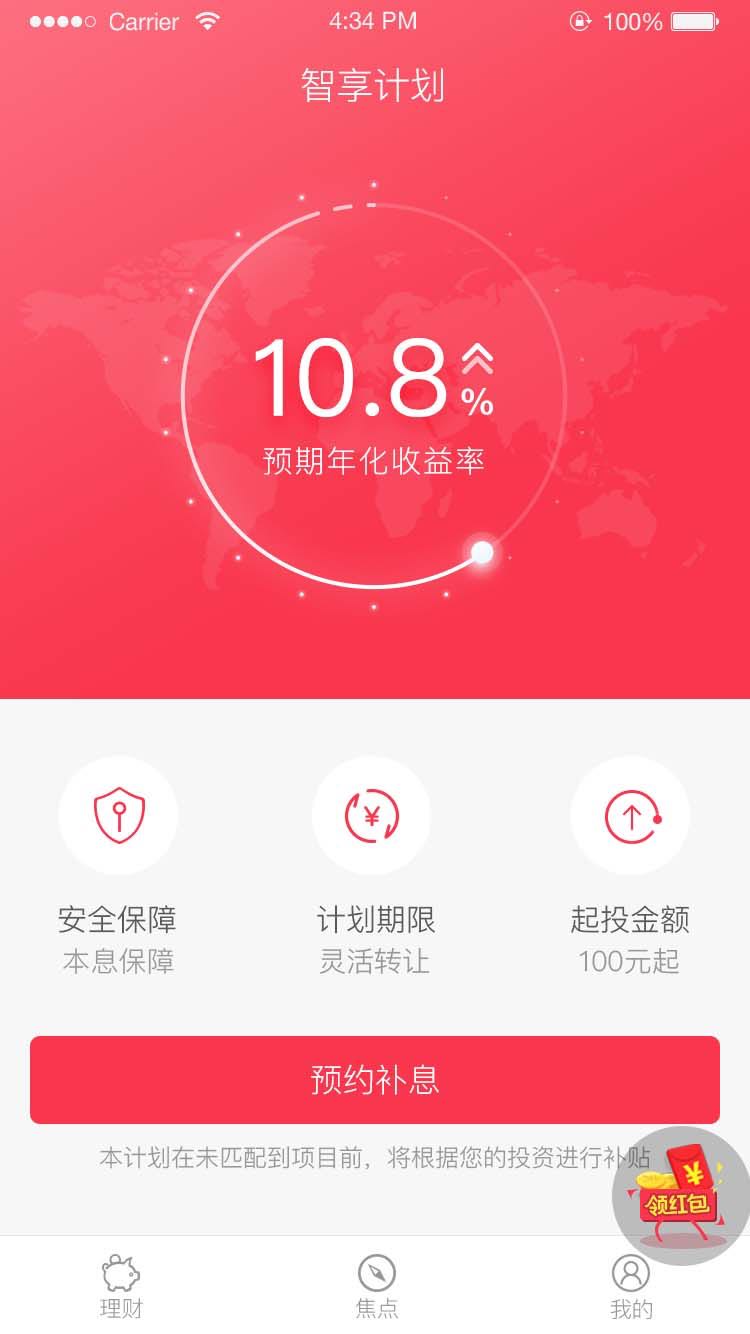 Carrier 4:34 PM 100%
智享计划
10.8%
预期年化收益率
¥
安全保障 计划期限 起投金额
本息保障 灵活转让 100元起
预约补息
本计划在未匹配到项目前，将根据您的投资进行补贴
¥
领红包
理财 焦点 我的